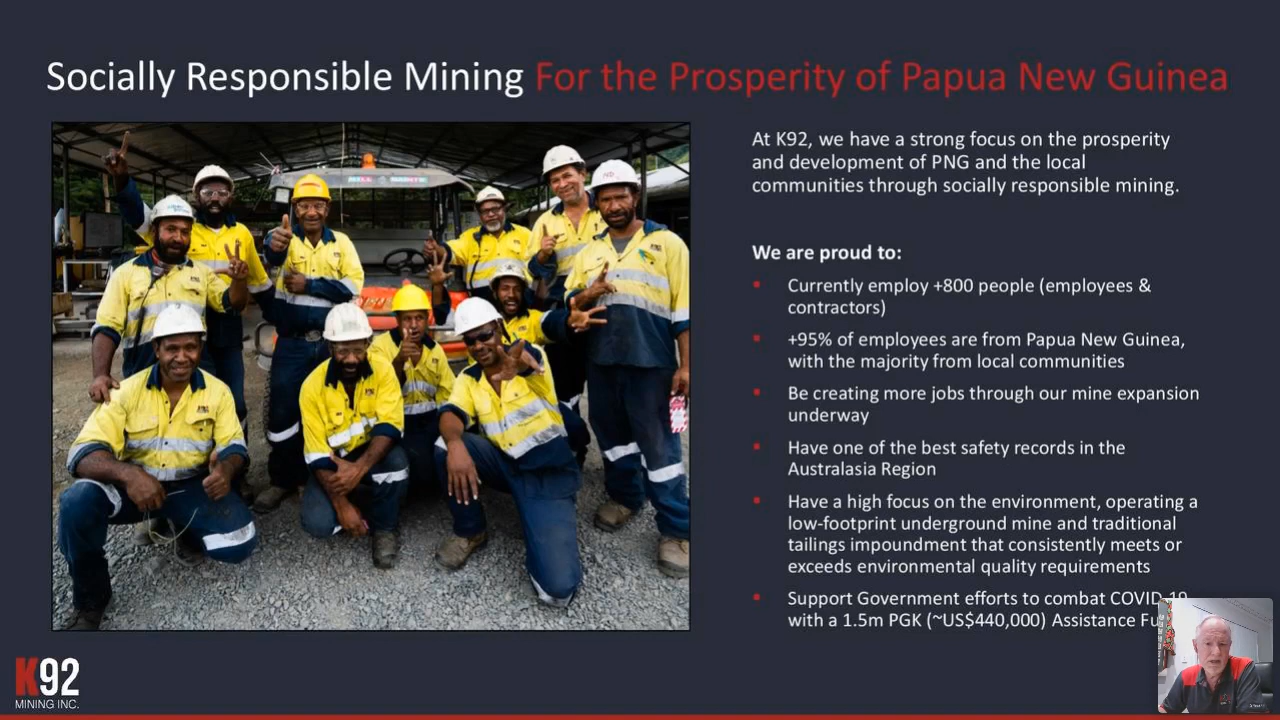 Socially Responsible Mining For the Prosperity of Papua New Guinea
At K92, we have a strong focus on the prosperity
and development of PNG and the local
communities through socially responsible mining.
We are proud to:
Currently employ +800 people (employees &
contractors)
+95% of employees are from Papua New Guinea,
with the majority from local communities
Be creating more jobs through our mine expansion
underway
Have one of the best safety records in the
Australasia Region
Have a high focus on the environment, operating a
low-footprint underground mine and traditional
tailings impoundment that consistently meets or
exceeds environmental quality requirements
Support Government efforts to combat COVID-19
with a 1.5m PGK (~US$440,000) Assistance
K92
MINING INC.